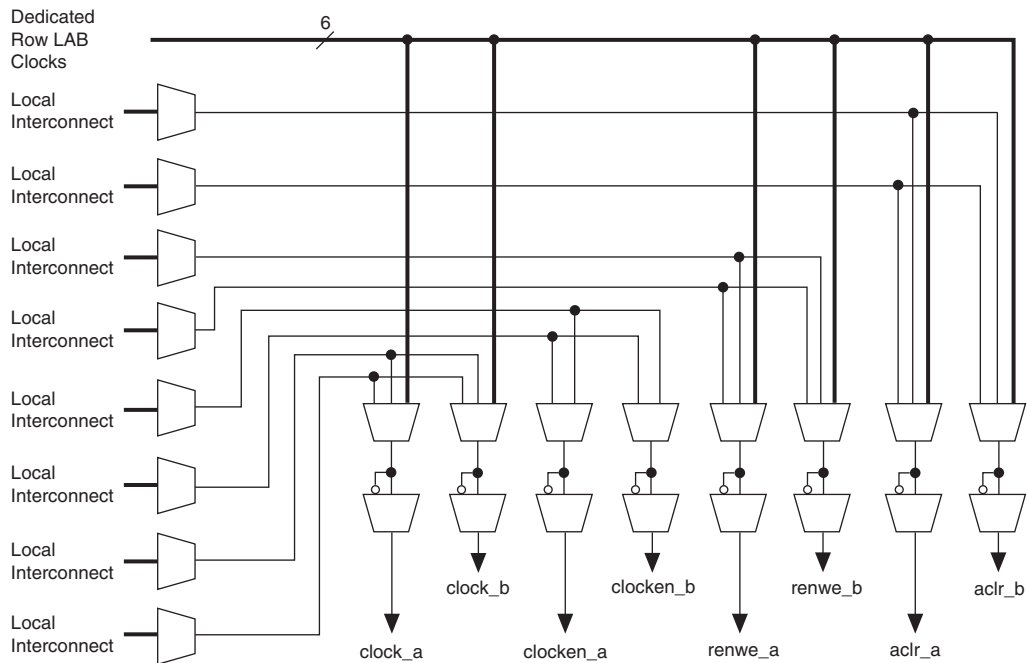 Dedicated
Row LAB
Clocks
6
Local
Interconnect
Local
Interconnect
Local
Interconnect
Local
Interconnect
Local
Interconnect
Local
Interconnect
Local
Interconnect
Local
Interconnect
clock_b
clocken_b
renwe_b
aclr_b
clock_a
clocken_a
renwe_a
aclr_a